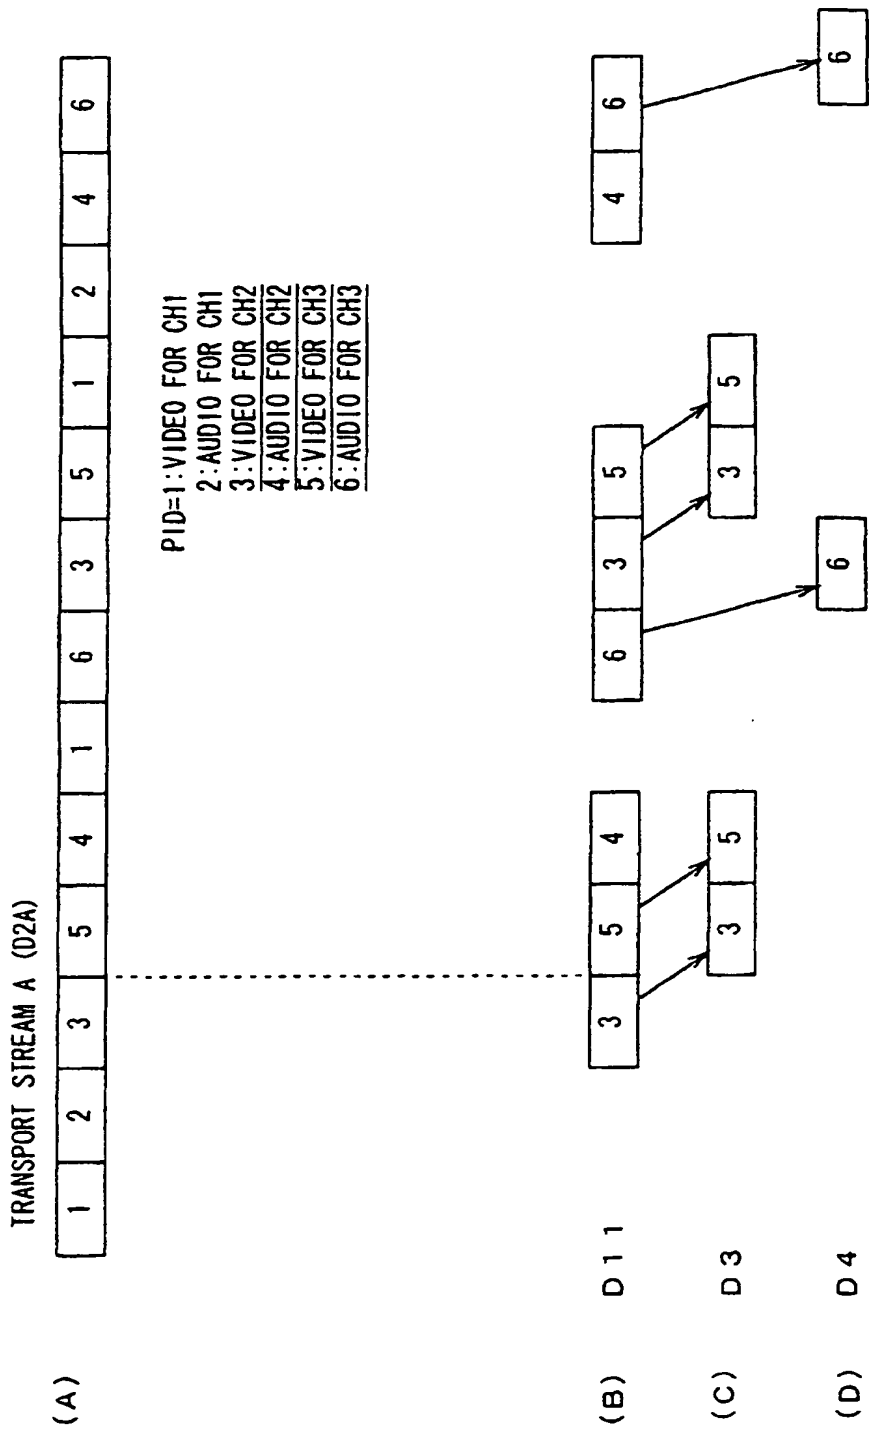 TRANSPORT STREAM A (D2A)
(A) 1 2 3 5 4 1 6 3 5 1 2 4 6
PID=1:VIDEO FOR CH1
2:AUDIO FOR CH1
3:VIDEO FOR CH2
4:AUDIO FOR CH2
5:VIDEO FOR CH3
6:AUDIO FOR CH3
(B) D11 3 5 4 6 3 5 4 6
(C) D3 3 5 3 5
(D) D4 6 6